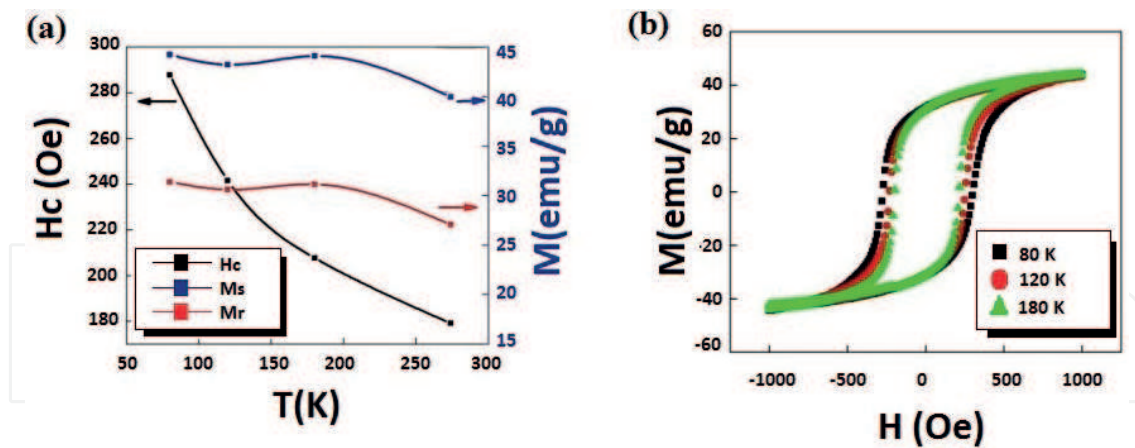 (a)
Hc (Oe)
300
280
260
240
220
200
180
Hc
Ms
Mr
50 100 150 200 250 300
T(K)
45
40
35
30
25
20
15
M(emu/g)
(b)
M(emu/g)
60
40
20
0
-20
-40
-60
80 K
120 K
180 K
-1000 -500 0 500 1000
H (Oe)